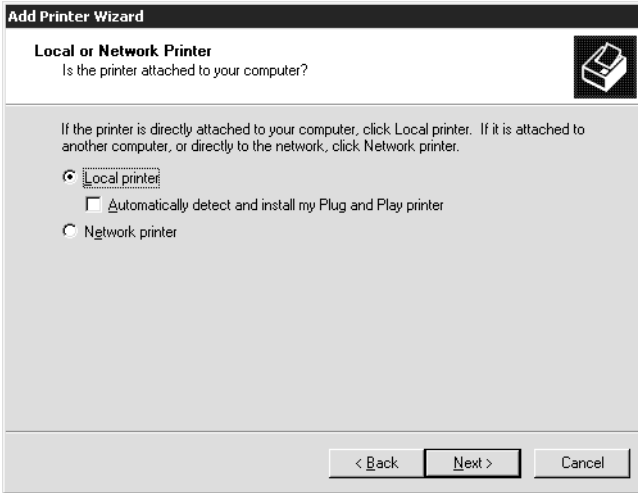 Add Printer Wizard
Local or Network Printer
Is the printer attached to your computer?
If the printer is directly attached to your computer, click Local printer. If it is attached to
another computer, or directly to the network, click Network printer.
Local printer
Automatically detect and install my Plug and Play printer
Network printer
< Back Next > Cancel